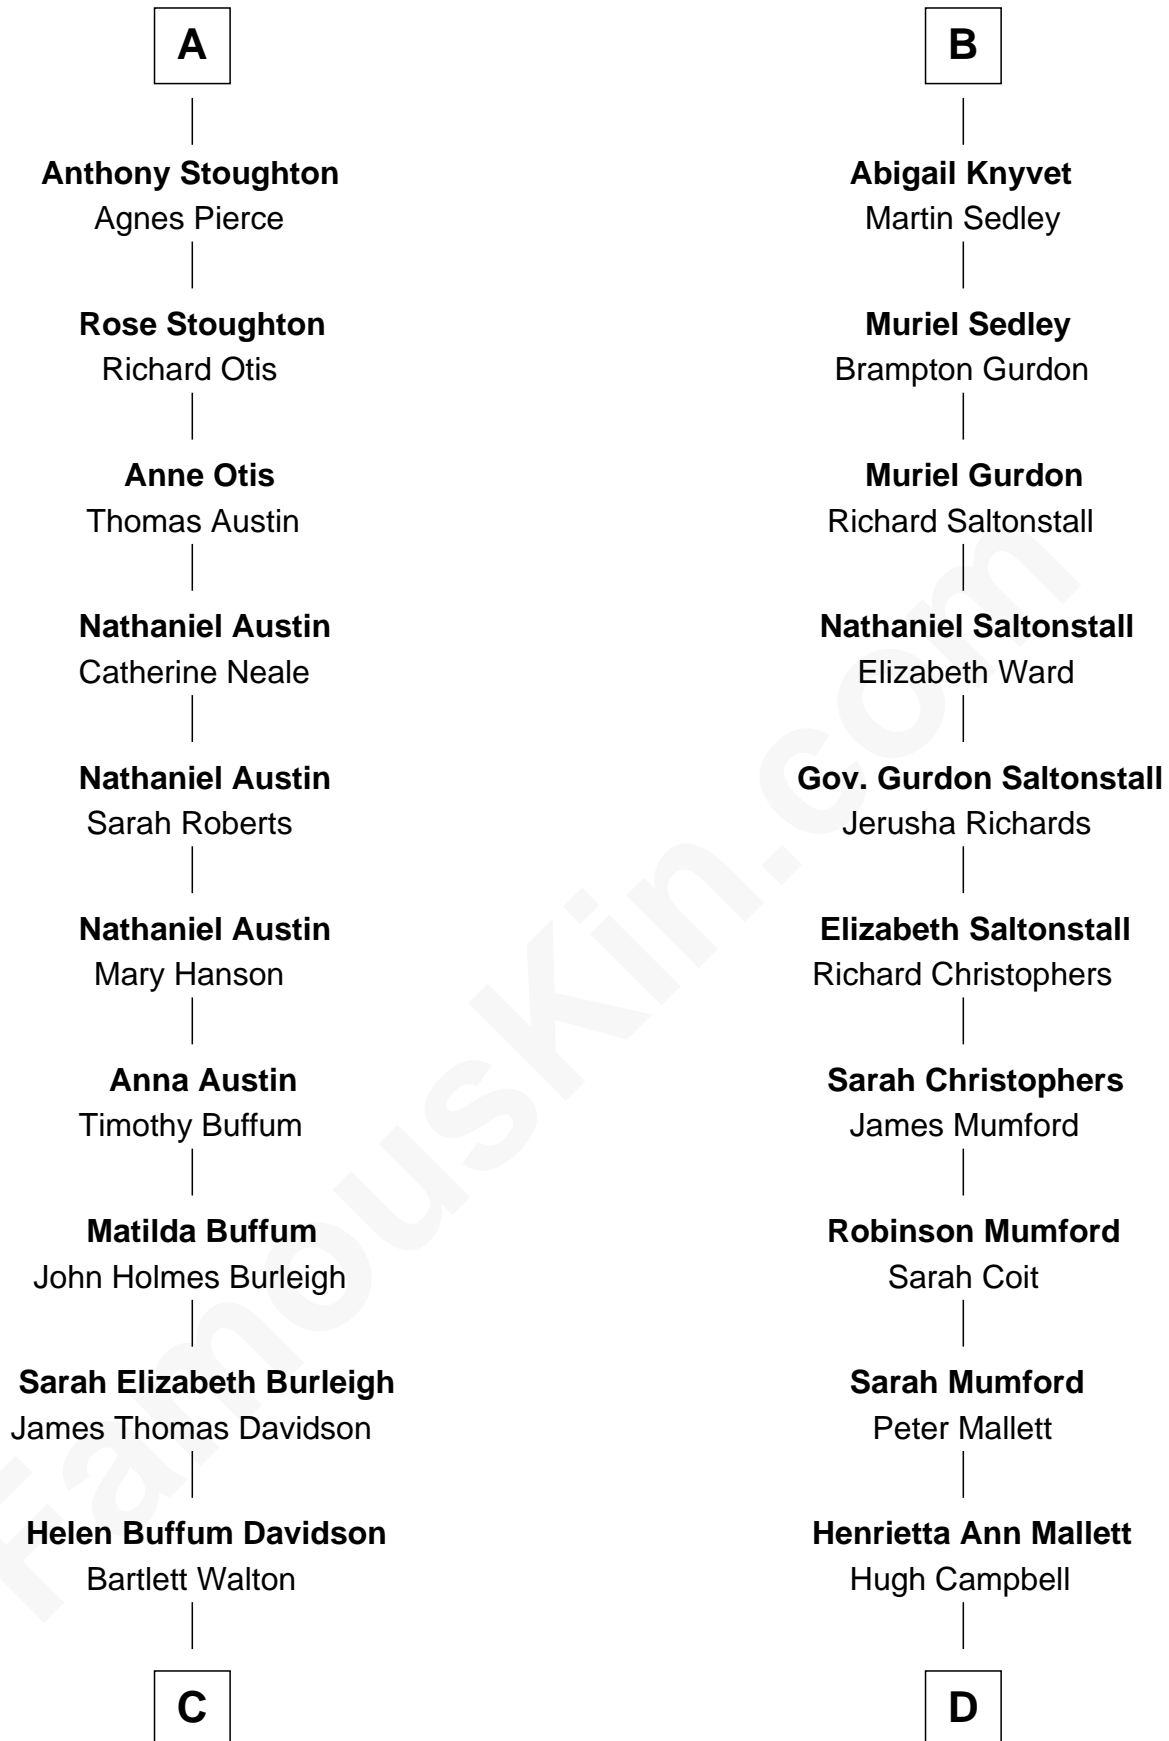 A
Anthony Stoughton
Agnes Pierce
Rose Stoughton
Richard Otis
Anne Otis
Thomas Austin
Nathaniel Austin
Catherine Neale
Nathaniel Austin
Sarah Roberts
Nathaniel Austin
Mary Hanson
Anna Austin
Timothy Buffum
Matilda Buffum
John Holmes Burleigh
Sarah Elizabeth Burleigh
James Thomas Davidson
Helen Buffum Davidson
Bartlett Walton
C
B
Abigail Knyvet
Martin Sedley
Muriel Sedley
Brampton Gurdon
Muriel Gurdon
Richard Saltonstall
Nathaniel Saltonstall
Elizabeth Ward
Gov. Gurdon Saltonstall
Jerusha Richards
Elizabeth Saltonstall
Richard Christophers
Sarah Christophers
James Mumford
Robinson Mumford
Sarah Coit
Sarah Mumford
Peter Mallett
Henrietta Ann Mallett
Hugh Campbell
D
FamousKin.com